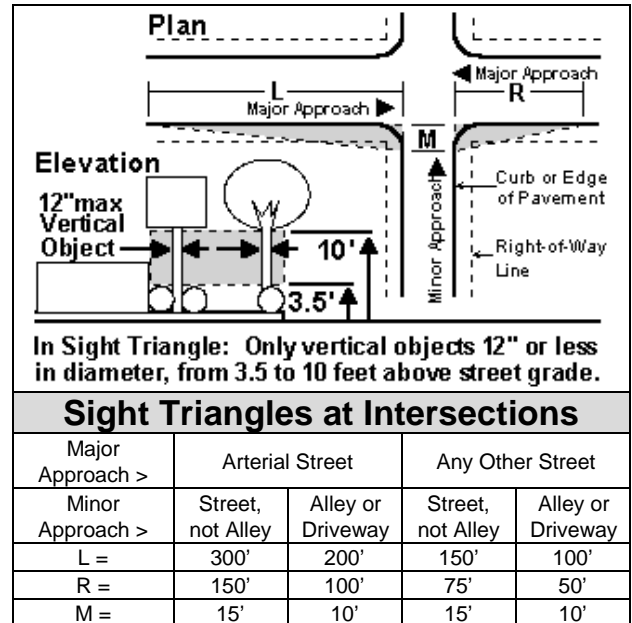 Plan
Major Approach
L
R
Major Approach
M
Elevation
12"max
Vertical
Object
10'
3.5'
Minor Approach
Curb or Edge
of Pavement
Right-of-Way
Line
In Sight Triangle: Only vertical objects 12" or less
in diameter, from 3.5 to 10 feet above street grade.
Sight Triangles at Intersections
Major
Approach >
Arterial Street
Any Other Street
Minor
Approach >
Street,
not Alley
Alley or
Driveway
Street,
not Alley
Alley or
Driveway
L = 300’ 200’ 150’ 100’
R = 150’ 100’ 75’ 50’
M = 15’ 10’ 15’ 10’